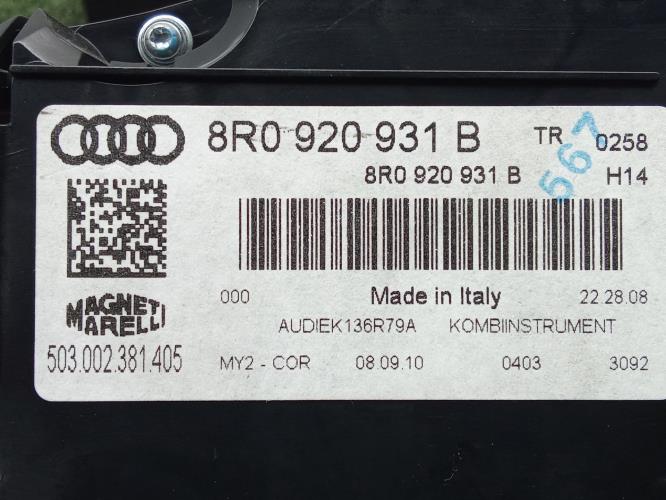 8R0 920 931 B TR 0258
8R0 920 931 B H14
567
000 Made in Italy 22.28.08
MAGNETI
MARELLI
AUDIEK136R79A KOMBIINSTRUMENT
503.002.381.405
MY2 - COR 08.09.10 0403 3092